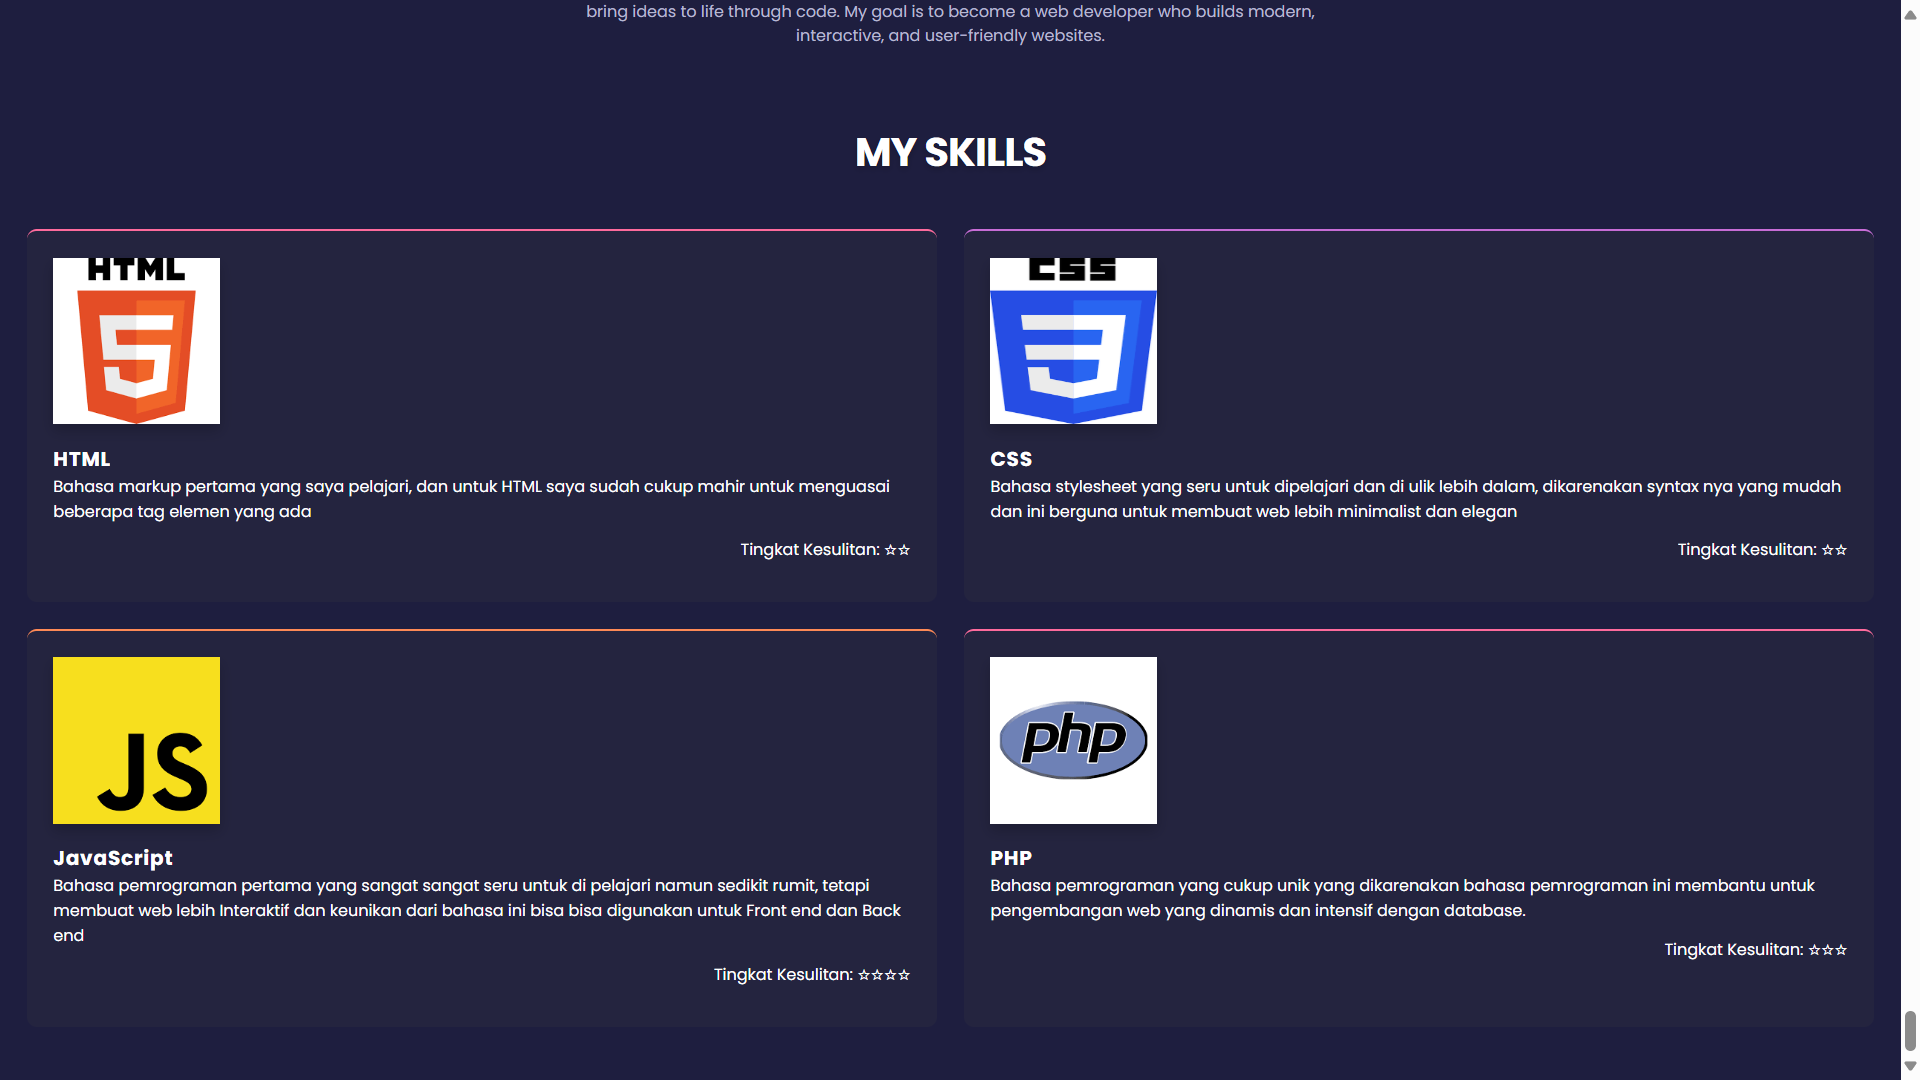 bring ideas to life through code. My goal is to become a web developer who builds modern,
interactive, and user-friendly websites.
MY SKILLS
HTML
5
HTML
Bahasa markup pertama yang saya pelajari, dan untuk HTML saya sudah cukup mahir untuk menguasai
beberapa tag elemen yang ada
Tingkat Kesulitan: ☆☆
CSS
3
CSS
Bahasa stylesheet yang seru untuk dipelajari dan di ulik lebih dalam, dikarenakan syntax nya yang mudah
dan ini berguna untuk membuat web lebih minimalist dan elegan
Tingkat Kesulitan: ☆☆
JS
JavaScript
Bahasa pemrograman pertama yang sangat sangat seru untuk di pelajari namun sedikit rumit, tetapi
membuat web lebih Interaktif dan keunikan dari bahasa ini bisa bisa digunakan untuk Front end dan Back
end
Tingkat Kesulitan: ☆☆☆☆
php
PHP
Bahasa pemrograman yang cukup unik yang dikarenakan bahasa pemrograman ini membantu untuk
pengembangan web yang dinamis dan intensif dengan database.
Tingkat Kesulitan: ☆☆☆